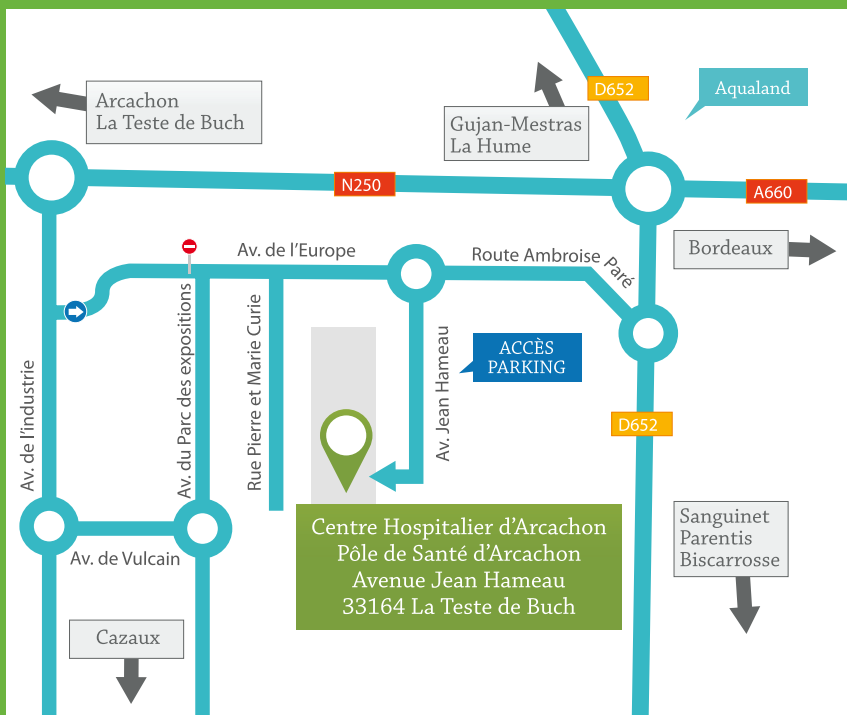 D652
Aqualand
Arcachon
La Teste de Buch
Gujan-Mestras
La Hume
N250
A660
Bordeaux
Av. de l'Europe
Route Ambroise
Paré
Av. de l'industrie
Av. du Parc des expositions
Rue Pierre et Marie Curie
Av. Jean Hameau
ACCÈS
PARKING
D652
Centre Hospitalier d'Arcachon
Pôle de Santé d'Arcachon
Avenue Jean Hameau
33164 La Teste de Buch
Sanguinet
Parentis
Biscarrosse
Av. de Vulcain
Cazaux